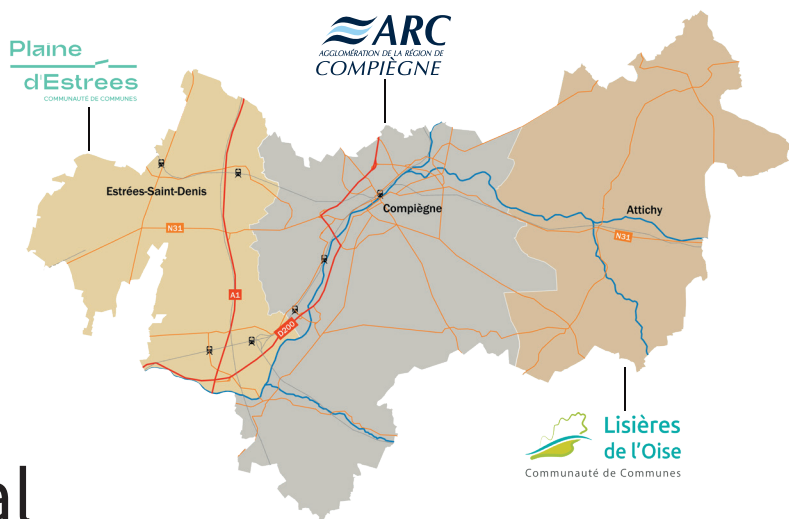 Plaine
d'Estrees
COMMUNAUTÉ DE COMMUNES
ARC
AGGLOMÉRATION DE LA RÉGION DE
COMPIÈGNE
Estrées-Saint-Denis
N31
A1
D200
Compiègne
Attichy
N31
Lisières
de l'Oise
Communauté de Communes
al